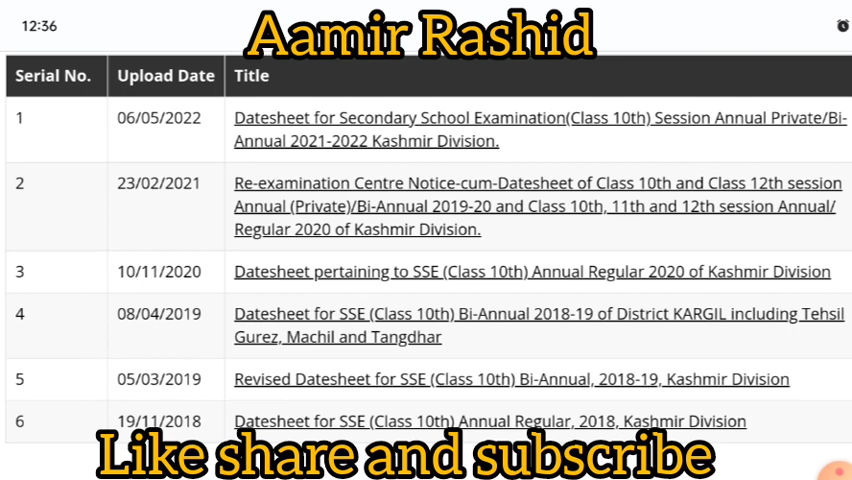 12:36
Aamir Rashid
Serial No. Upload Date Title
1 06/05/2022 Datesheet for Secondary School Examination(Class 10th) Session Annual Private/Bi-
Annual 2021-2022 Kashmir Division.
2 23/02/2021 Re-examination Centre Notice-cum-Datesheet of Class 10th and Class 12th session
Annual (Private)/Bi-Annual 2019-20 and Class 10th, 11th and 12th session Annual/
Regular 2020 of Kashmir Division.
3 10/11/2020 Datesheet pertaining to SSE (Class 10th) Annual Regular 2020 of Kashmir Division
4 08/04/2019 Datesheet for SSE (Class 10th) Bi-Annual 2018-19 of District KARGIL including Tehsil
Gurez, Machil and Tangdhar
5 05/03/2019 Revised Datesheet for SSE (Class 10th) Bi-Annual, 2018-19, Kashmir Division
6 19/11/2018 Datesheet for SSE (Class 10th) Annual Regular, 2018, Kashmir Division
Like share and subscribe